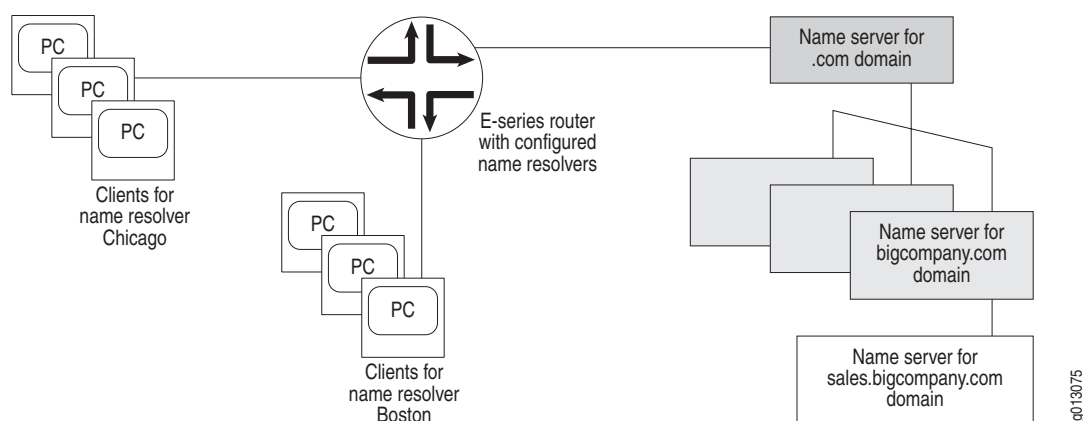 PC
PC
PC
Clients for
name resolver
Chicago
E-series router
with configured
name resolvers
PC
PC
PC
Clients for
name resolver
Boston
Name server for
.com domain
Name server for
bigcompany.com
domain
Name server for
sales.bigcompany.com
domain
g013075